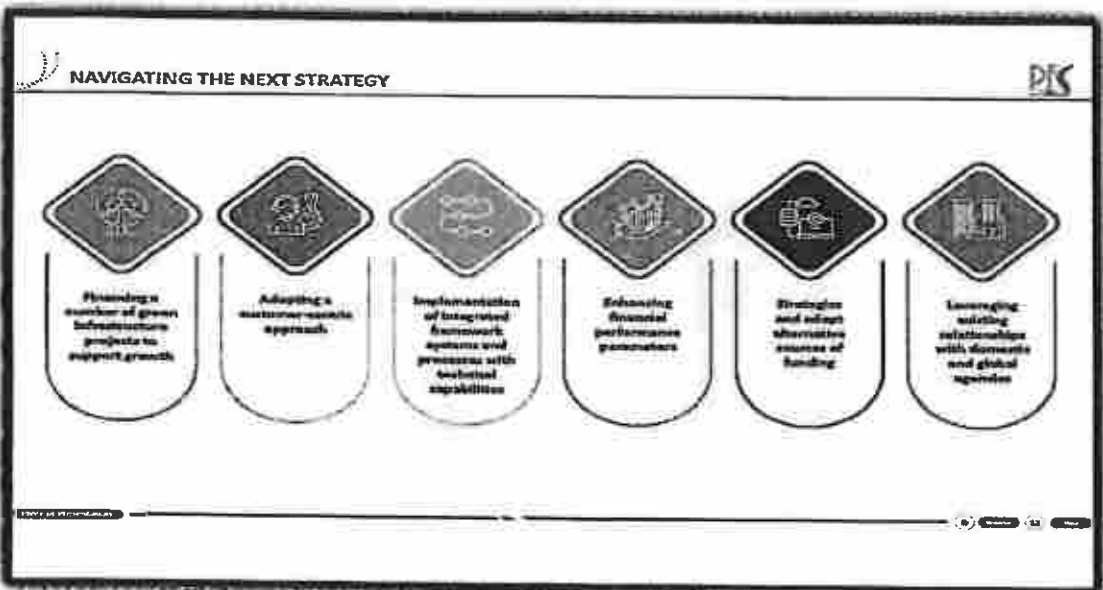 NAVIGATING THE NEXT STRATEGY
PFS
Financing a
number of green
infrastructure
projects to
support growth
Adopting a
customer-centric
approach
Implementation
of integrated
framework
systems and
processes with
technical
capabilities
Enhancing
financial
performance
parameters
Strategize
and adopt
alternative
sources of
funding
Leveraging
existing
relationships
with domestic
and global
agencies